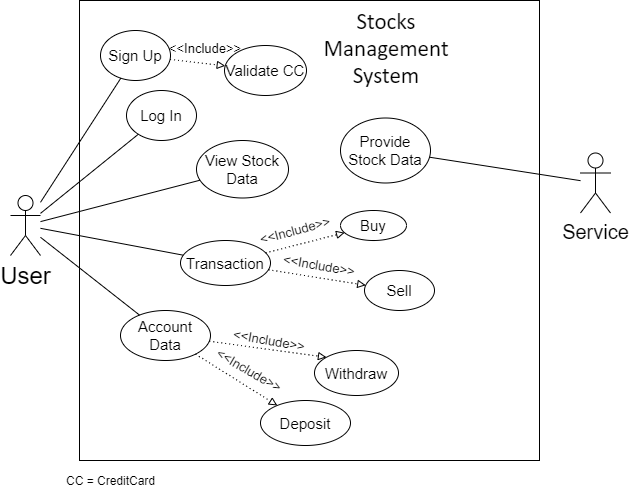 Stocks
Management
System
Sign Up
<<Include>>
Validate CC
Log In
Provide
Stock Data
View Stock
Data
User
Service
<<Include>>
Buy
Transaction
<<Include>>
Sell
Account
Data
<<Include>>
Withdraw
<<Include>>
Deposit
CC = CreditCard